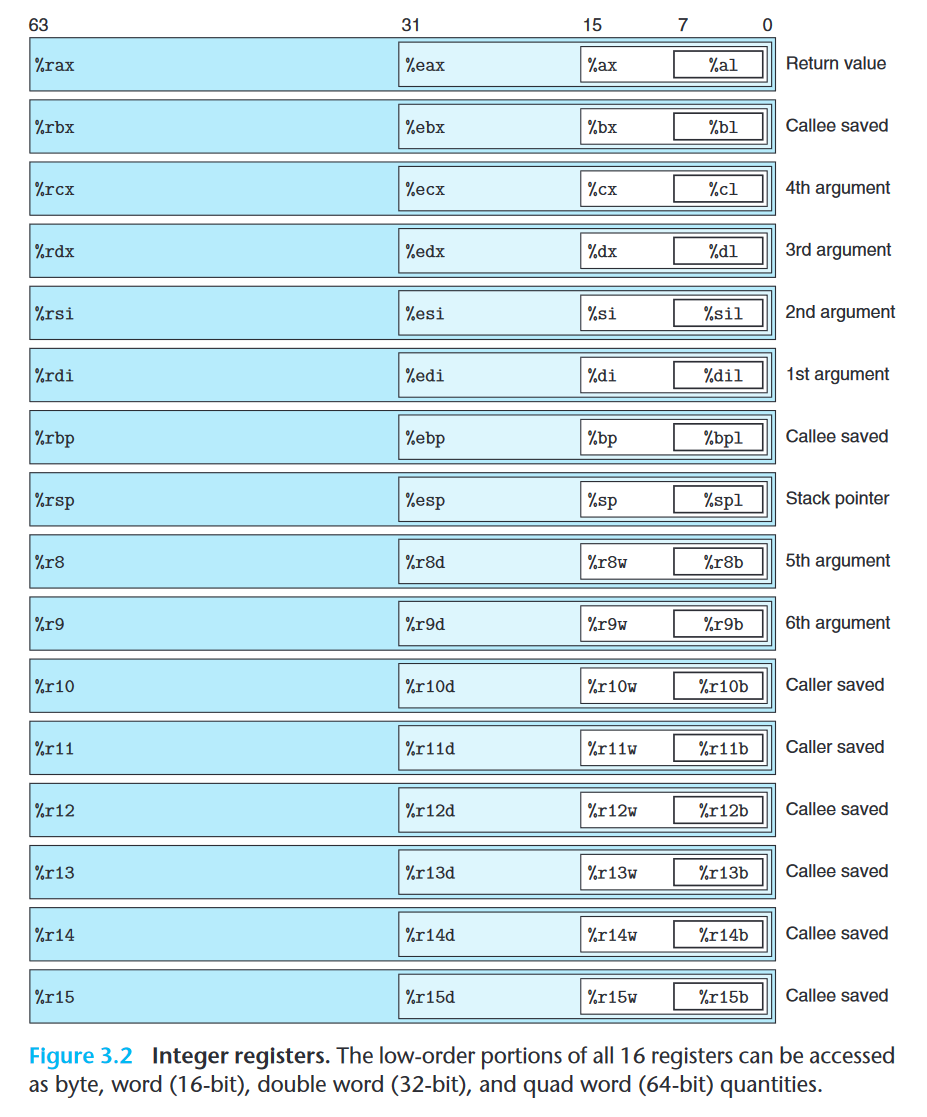 63 31 15 7 0
%rax %eax %ax %al Return value
%rbx %ebx %bx %bl Callee saved
%rcx %ecx %cx %cl 4th argument
%rdx %edx %dx %dl 3rd argument
%rsi %esi %si %sil 2nd argument
%rdi %edi %di %dil 1st argument
%rbp %ebp %bp %bpl Callee saved
%rsp %esp %sp %spl Stack pointer
%r8 %r8d %r8w %r8b 5th argument
%r9 %r9d %r9w %r9b 6th argument
%r10 %r10d %r10w %r10b Caller saved
%r11 %r11d %r11w %r11b Caller saved
%r12 %r12d %r12w %r12b Callee saved
%r13 %r13d %r13w %r13b Callee saved
%r14 %r14d %r14w %r14b Callee saved
%r15 %r15d %r15w %r15b Callee saved
Figure 3.2 Integer registers. The low-order portions of all 16 registers can be accessed
as byte, word (16-bit), double word (32-bit), and quad word (64-bit) quantities.